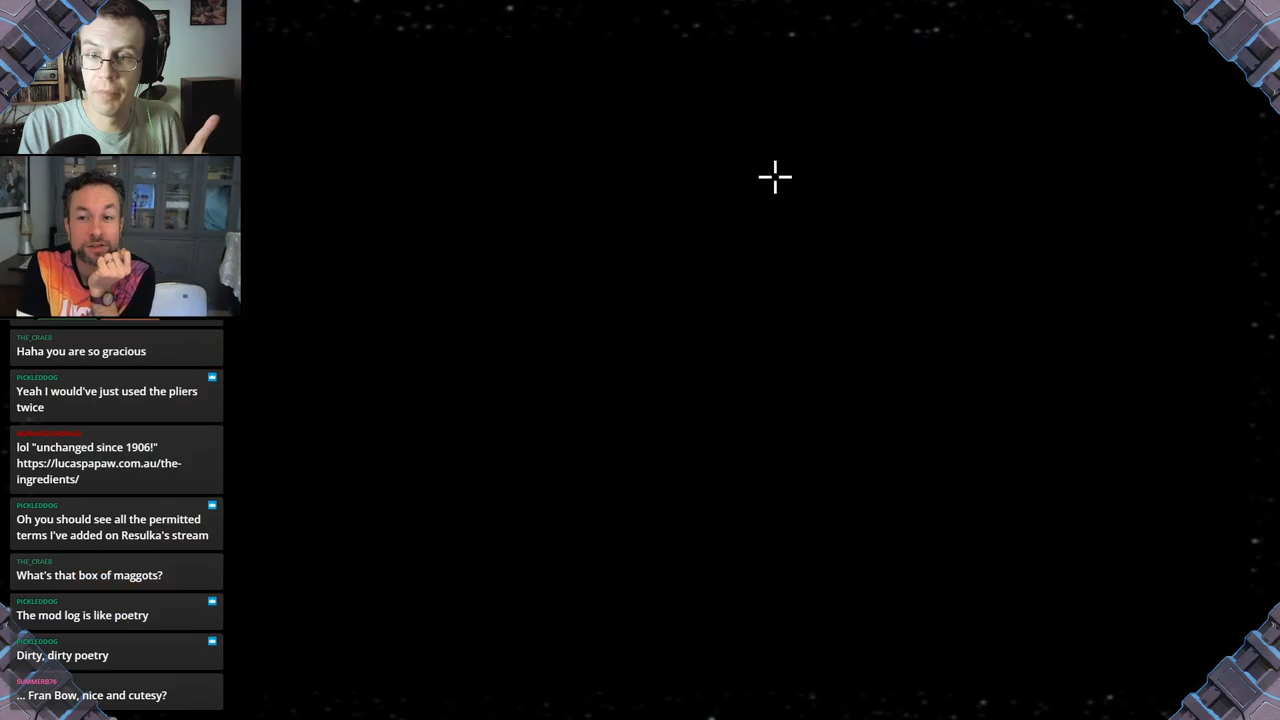 THE_CRAEB
Haha you are so gracious
PICKLEDDOG
Yeah I would've just used the pliers
twice
lol "unchanged since 1906!"
https://lucaspapaw.com.au/the-
ingredients/
PICKLEDDOG
Oh you should see all the permitted
terms I've added on Resulka's stream
THE_CRAEB
What's that box of maggots?
PICKLEDDOG
The mod log is like poetry
PICKLEDDOG
Dirty, dirty poetry
SUMMERB76
... Fran Bow, nice and cutesy?